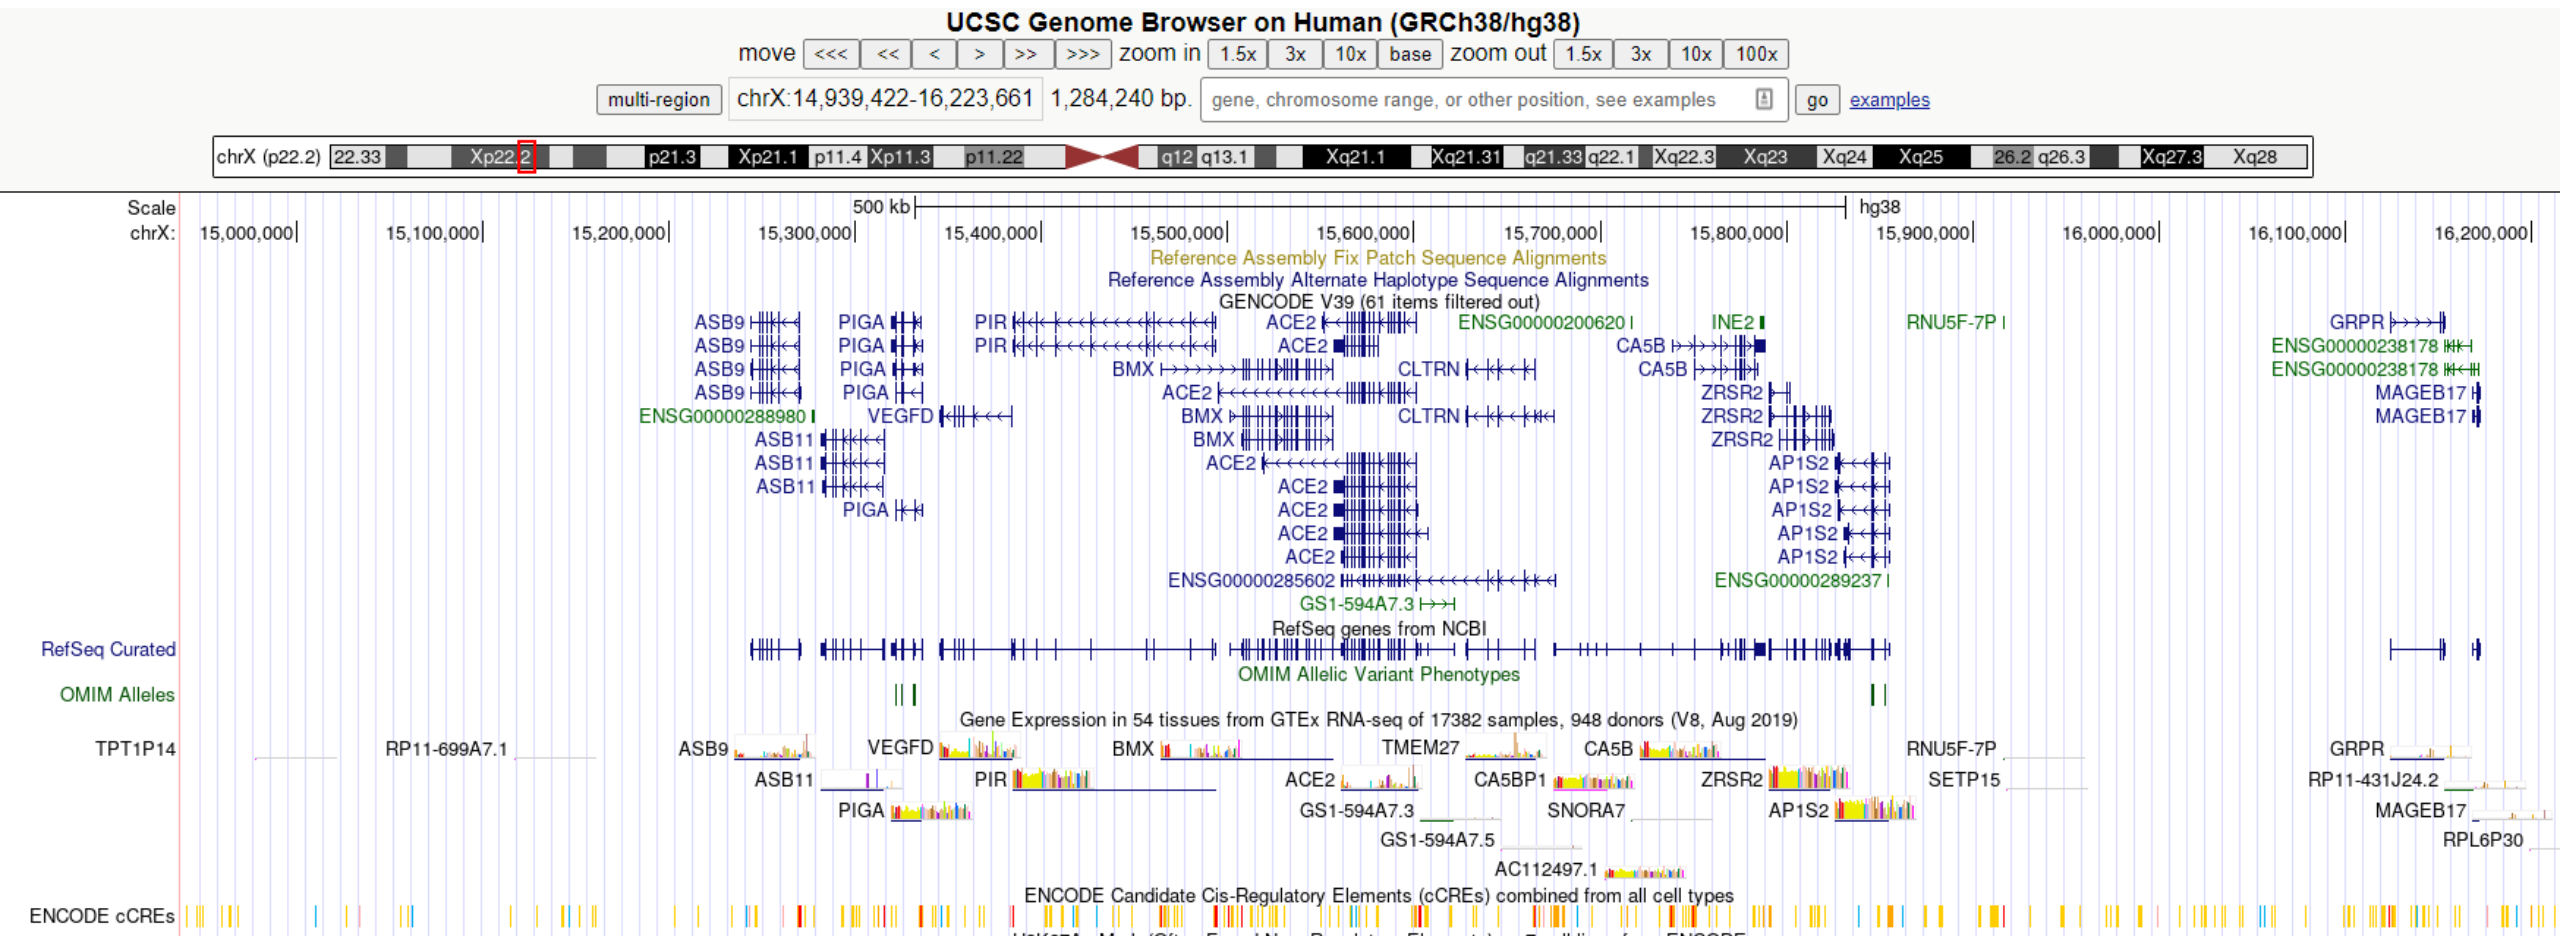 UCSC Genome Browser on Human (GRCh38/hg38)
move <<< << < > >> >>> zoom in 1.5x 3x 10x base zoom out 1.5x 3x 10x 100x
multi-region chrX:14,939,422-16,223,661 1,284,240 bp. gene, chromosome range, or other position, see examples go examples
chrX (p22.2) 22.33 Xp22.2 p21.3 Xp21.1 p11.4 Xp11.3 p11.22 q12 q13.1 Xq21.1 Xq21.31 q21.33 q22.1 Xq22.3 Xq23 Xq24 Xq25 26.2 q26.3 Xq27.3 Xq28
Scale 500 kb hg38
chrX: 15,000,000 15,100,000 15,200,000 15,300,000 15,400,000 15,500,000 15,600,000 15,700,000 15,800,000 15,900,000 16,000,000 16,100,000 16,200,000
Reference Assembly Fix Patch Sequence Alignments
Reference Assembly Alternate Haplotype Sequence Alignments
GENCODE V39 (61 items filtered out)
ASB9 PIGA PIR ACE2 ENSG00000200620 INE2 RNU5F-7P GRPR
ASB9 PIGA PIR ACE2 CA5B ENSG00000238178
ASB9 PIGA BMX CLTRN CA5B ENSG00000238178
ASB9 PIGA ACE2 ZRSR2 MAGEB17
ENSG00000288980 VEGFD BMX CLTRN ZRSR2 MAGEB17
ASB11 BMX ZRSR2
ASB11 ACE2 AP1S2
ASB11 ACE2 AP1S2
PIGA ACE2 AP1S2
ACE2 AP1S2
ACE2 AP1S2
ENSG00000285602 ENSG00000289237
GS1-594A7.3
RefSeq genes from NCBI
RefSeq Curated
OMIM Allelic Variant Phenotypes
OMIM Alleles
Gene Expression in 54 tissues from GTEx RNA-seq of 17382 samples, 948 donors (V8, Aug 2019)
TPT1P14 RP11-699A7.1 ASB9 VEGFD BMX TMEM27 CA5B RNU5F-7P GRPR
ASB11 PIR ACE2 CA5BP1 ZRSR2 SETP15 RP11-431J24.2
PIGA GS1-594A7.3 SNORA7 AP1S2 MAGEB17
GS1-594A7.5 RPL6P30
AC112497.1
ENCODE Candidate Cis-Regulatory Elements (cCREs) combined from all cell types
ENCODE cCREs